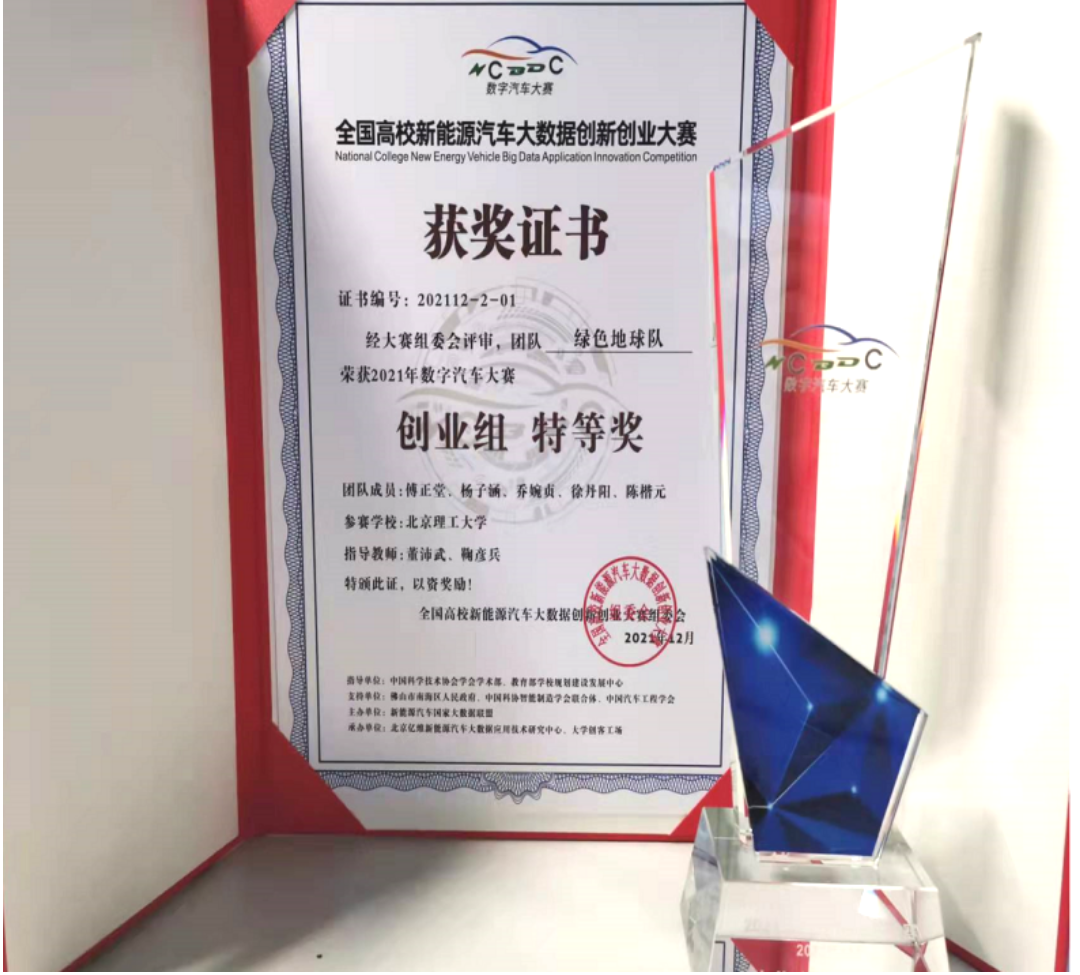 NCBDC
数字汽车大赛
全国高校新能源汽车大数据创新创业大赛
National College New Energy Vehicle Big Data Application Innovation Competition
获奖证书
证书编号：202112-2-01
经大赛组委会评审，团队 绿色地球队
荣获2021年数字汽车大赛
创业组 特等奖
团队成员：傅正堂、杨子涵、乔婉贞、徐丹阳、陈楷元
参赛学校：北京理工大学
指导教师：董沛武、鞠彦兵
特颁此证，以资奖励！
全国高校新能源汽车大数据创新创业大赛组委会
2021年12月
指导单位：中国科学技术协会学会学术部、教育部学校规划建设发展中心
支持单位：佛山市南海区人民政府、中国科协智能制造学会联合体、中国汽车工程学会
主办单位：新能源汽车国家大数据联盟
承办单位：北京亿维新能源汽车大数据应用技术研究中心、大学创客工场
NCBDC
数字汽车大赛